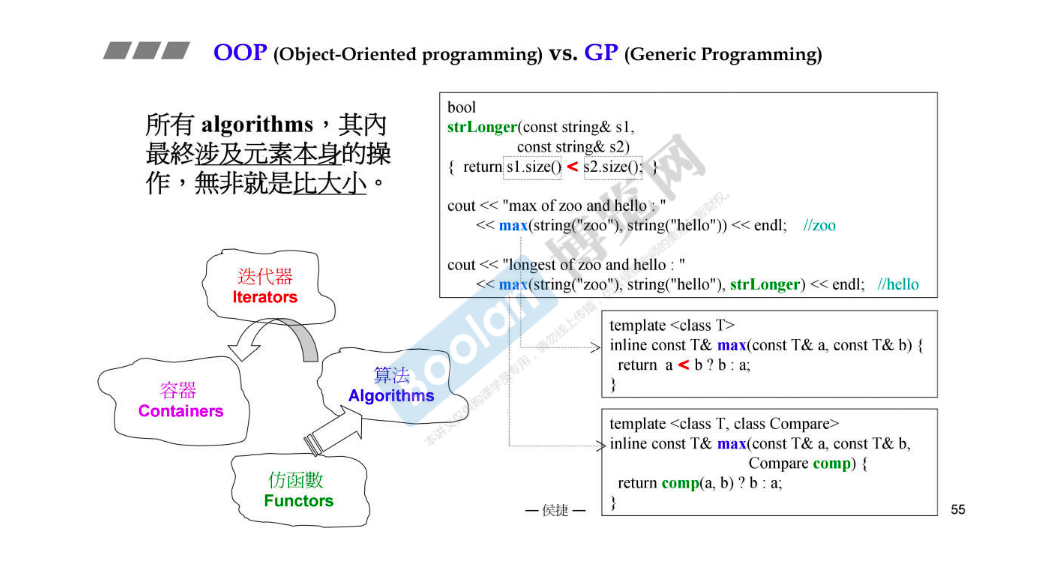 OOP (Object-Oriented programming) vs. GP (Generic Programming)
所有 algorithms，其內
最終涉及元素本身的操
作，無非就是比大小。
bool
strLonger(const string& s1,
const string& s2)
{ return s1.size() < s2.size(); }
cout << "max of zoo and hello : "
<< max(string("zoo"), string("hello")) << endl; //zoo
cout << "longest of zoo and hello : "
<< max(string("zoo"), string("hello"), strLonger) << endl; //hello
template <class T>
inline const T& max(const T& a, const T& b) {
return a < b ? b : a;
}
template <class T, class Compare>
inline const T& max(const T& a, const T& b,
Compare comp) {
return comp(a, b) ? b : a;
}
迭代器
Iterators
容器
Containers
算法
Algorithms
仿函數
Functors
Boolan 博览网
— 侯捷 —
55